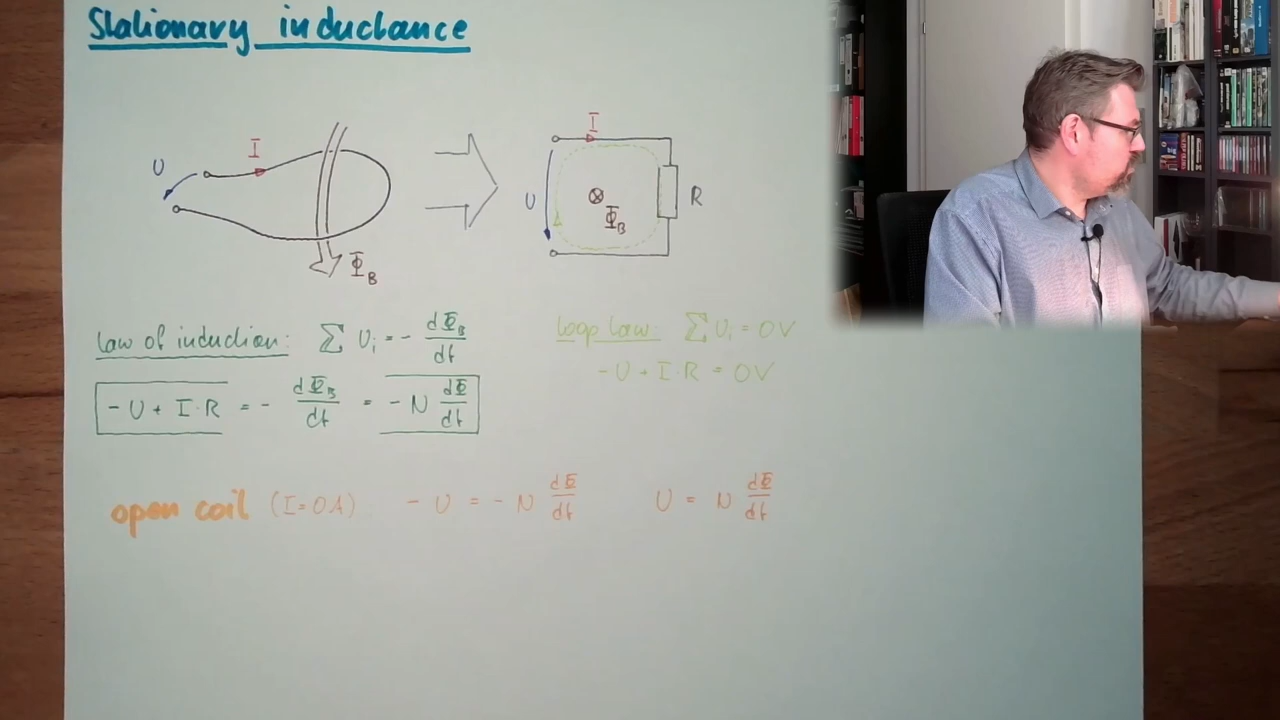 Stationary inductance
U I Φ_B
I U Φ_B R
law of induction: ∑ U_i = - dΦ_B/dt
loop law: ∑ U_i = 0V
-U + I·R = 0V
-U + I·R = - dΦ_B/dt = -N dΦ/dt
open coil (I=0A) -U = -N dΦ/dt U = N dΦ/dt